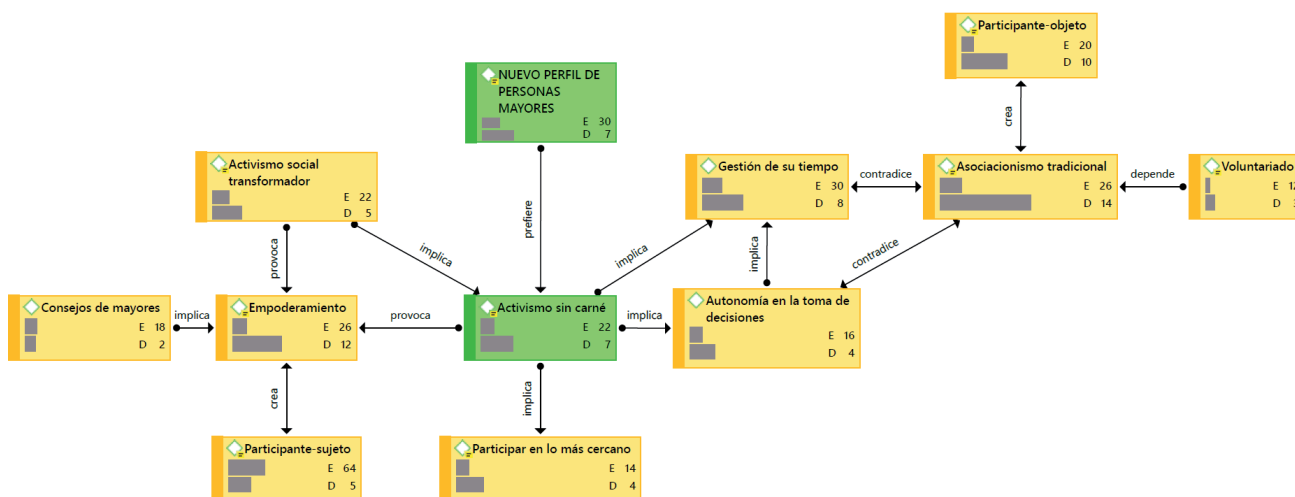 Participante-objeto
E 20
D 10
NUEVO PERFIL DE
PERSONAS
MAYORES
E 30
D 7
crea
Activismo social
transformador
E 22
D 5
Gestión de su tiempo
E 30
D 8
contradice
Asociacionismo tradicional
E 26
D 14
depende
Voluntariado
E 12
D 3
prefiere
provoca
implica
implica
implica
contradice
Consejos de mayores
E 18
D 2
implica
Empoderamiento
E 26
D 12
provoca
Activismo sin carné
E 22
D 7
implica
Autonomía en la toma de
decisiones
E 16
D 4
crea
implica
Participante-sujeto
E 64
D 5
Participar en lo más cercano
E 14
D 4